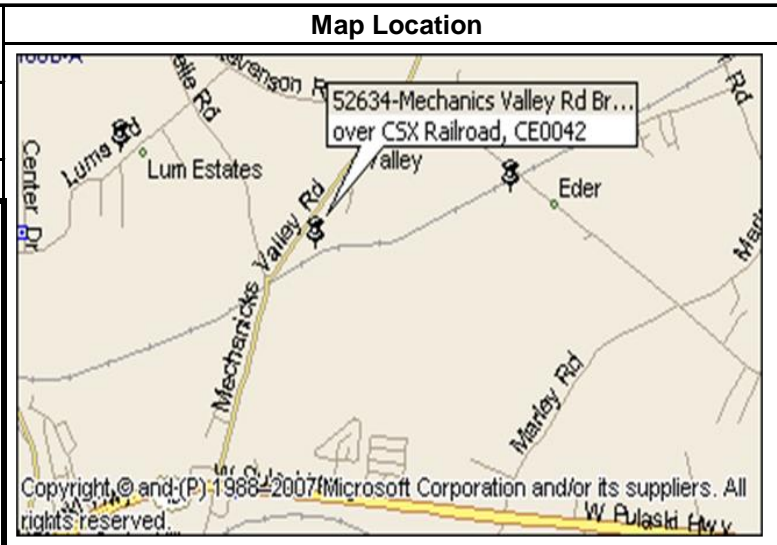 Map Location
52634-Mechanics Valley Rd Br...
over CSX Railroad, CE0042
Lums Rd
Lum Estates
Center Dr
Valley
Eder
Rd
Mechanicks Valley Rd
Marley Rd
Copyright © and (P) 1988–2007 Microsoft Corporation and/or its suppliers. All
rights reserved.
W Pulaski Hwy